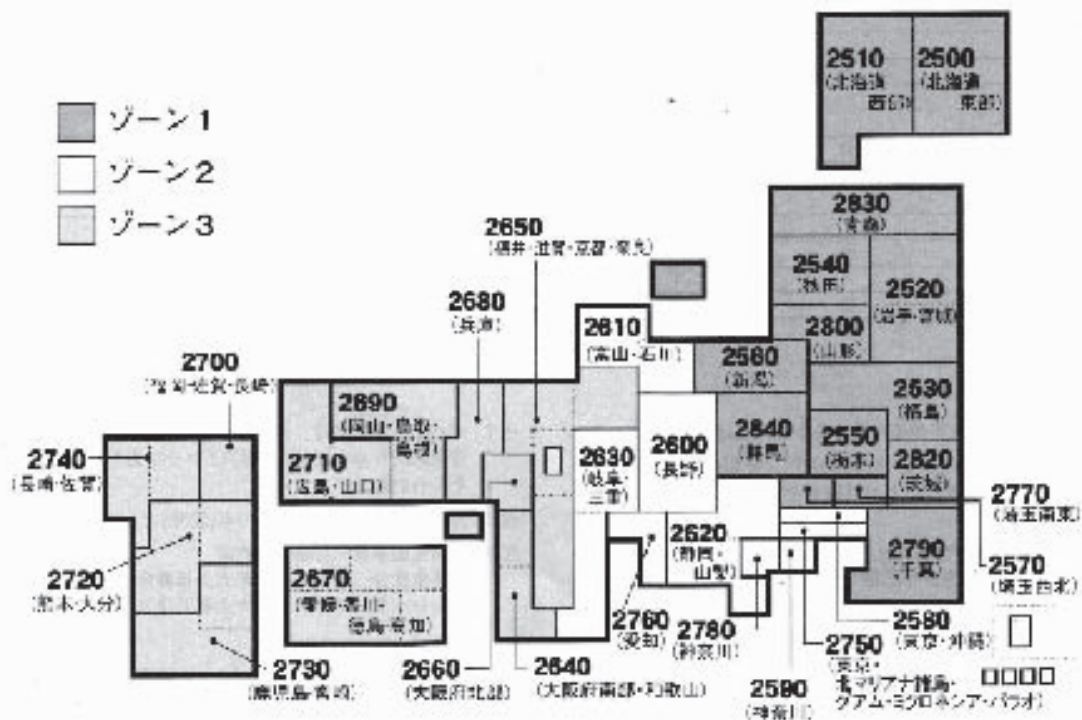 ゾーン1
ゾーン2
ゾーン3
2510
(北海道
西部)
2500
(北海道
東部)
2830
(青森)
2540
(秋田)
2520
(岩手・宮城)
2800
(山形)
2530
(福島)
2650
(福井・滋賀・京都・奈良)
2680
(兵庫)
2610
(富山・石川)
2560
(新潟)
2700
(福岡・佐賀・長崎)
2690
(岡山・鳥取・
島根)
2710
(広島・山口)
2630
(岐阜・
三重)
2600
(長野)
2840
(群馬)
2550
(栃木)
2820
(茨城)
2740
(長崎・佐賀)
2770
(埼玉南東)
2720
(熊本・大分)
2670
(愛媛・香川・
徳島・高知)
2620
(静岡・
山梨)
2790
(千葉)
2570
(埼玉西北)
2760
(愛知)
2780
(神奈川)
2580
(東京・沖縄)
2730
(鹿児島・宮崎)
2660
(大阪府北部)
2640
(大阪府南部・和歌山)
2590
(神奈川)
2750
(東京・
北マリアナ諸島・
グアム・ミクロネシア・パラオ)